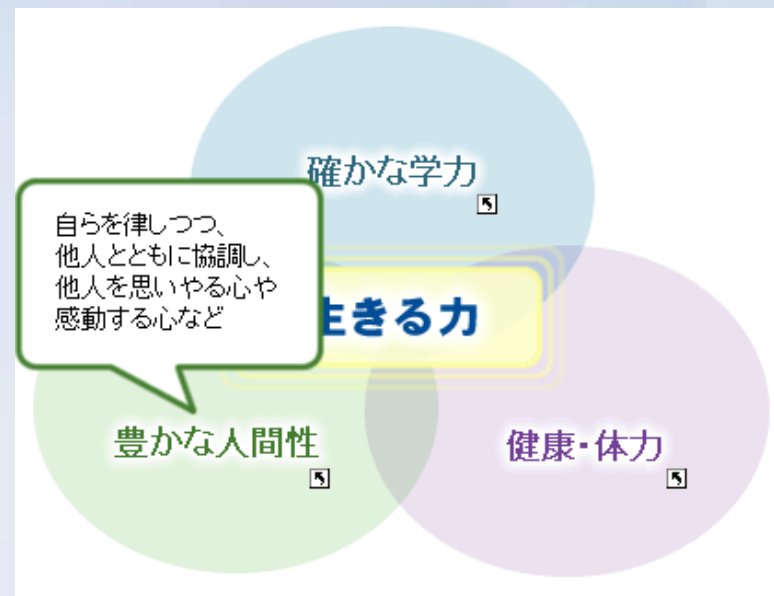 確かな学力
自らを律しつつ、
他人とともに協調し、
他人を思いやる心や
感動する心など
生きる力
豊かな人間性
健康・体力